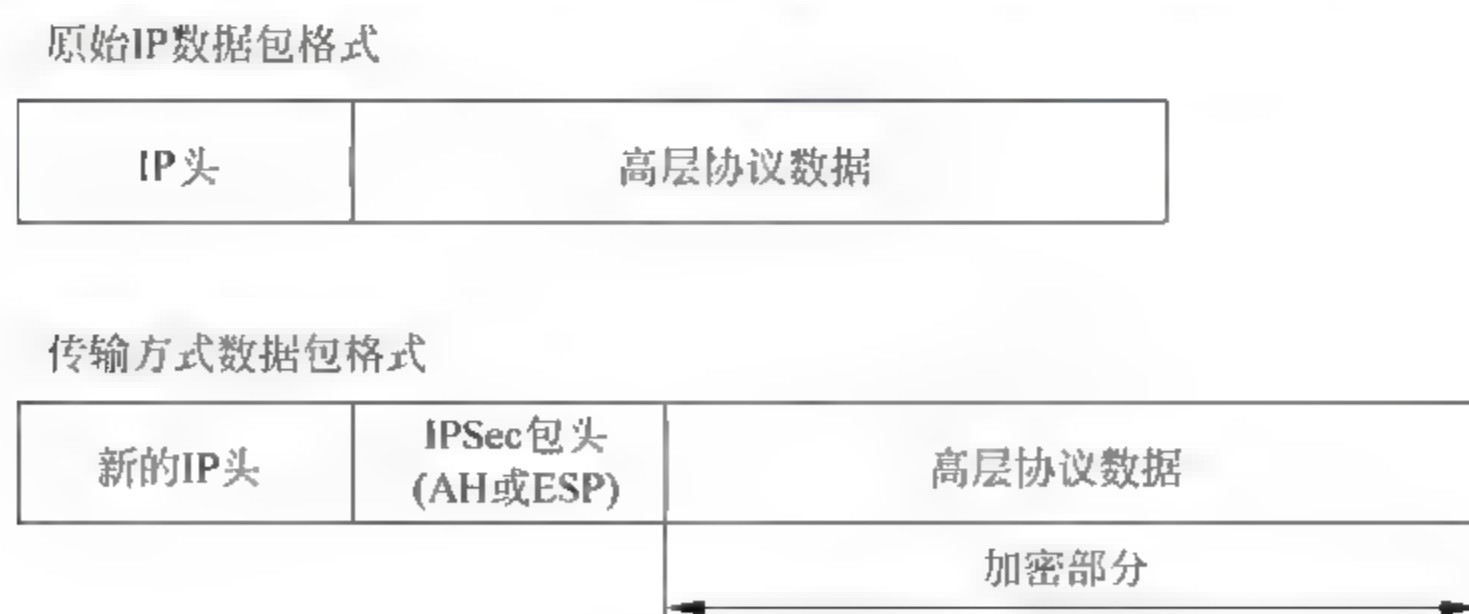 原始IP数据包格式
IP头
高层协议数据
传输方式数据包格式
新的IP头
IPSec包头
(AH或ESP)
高层协议数据
加密部分